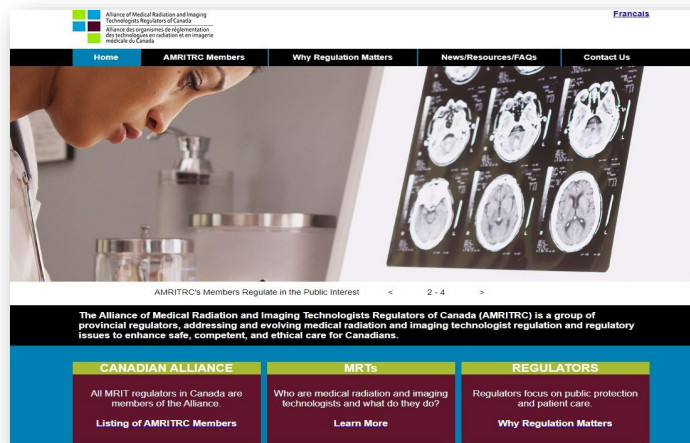 Alliance of Medical Radiation and Imaging
Technologists Regulators of Canada
Alliance des organismes de réglementation
des technologues en radiation et en imagerie
médicale du Canada
Francais
Home AMRITRC Members Why Regulation Matters News/Resources/FAQs Contact Us
AMRITRC's Members Regulate in the Public Interest < 2 - 4 >
The Alliance of Medical Radiation and Imaging Technologists Regulators of Canada (AMRITRC) is a group of
provincial regulators, addressing and evolving medical radiation and imaging technologist regulation and regulatory
issues to enhance safe, competent, and ethical care for Canadians.
CANADIAN ALLIANCE
All MRIT regulators in Canada are
members of the Alliance.
Listing of AMRITRC Members
MRTs
Who are medical radiation and imaging
technologists and what do they do?
Learn More
REGULATORS
Regulators focus on public protection
and patient care.
Why Regulation Matters